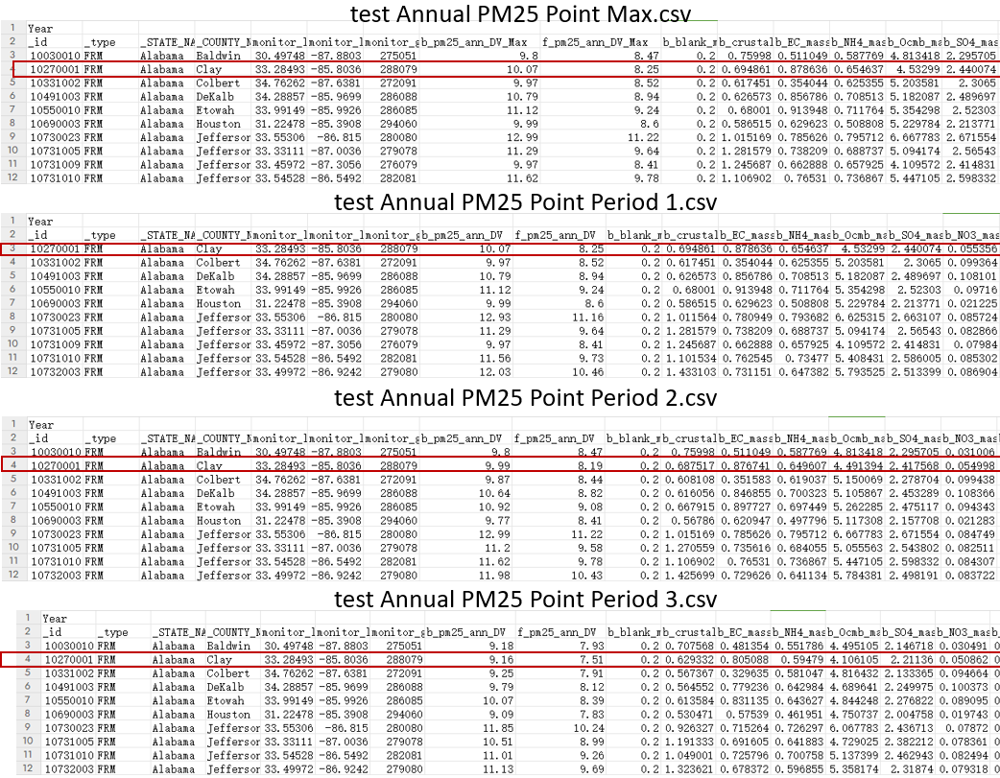 test Annual PM25 Point Max.csv
1 Year
2 _id _type _STATE_NA _COUNTY_N monitor_l monitor_l monitor_g b_pm25_ann_DV_Max f_pm25_ann_DV_Max b_blank_m b_crustal b_EC_mass b_NH4_mas b_Ocmb_ma b_SO4_mas
3 10030010 FRM Alabama Baldwin 30.49748 -87.8803 275051 9.8 8.47 0.2 0.75998 0.511049 0.587769 4.813418 2.295705
4 10270001 FRM Alabama Clay 33.28493 -85.8036 288079 10.07 8.25 0.2 0.694861 0.878636 0.654637 4.53299 2.440074
5 10331002 FRM Alabama Colbert 34.76262 -87.6381 272091 9.97 8.52 0.2 0.617451 0.354044 0.625355 5.203581 2.3065
6 10491003 FRM Alabama DeKalb 34.28857 -85.9699 286088 10.79 8.94 0.2 0.626573 0.856786 0.708513 5.182087 2.489697
7 10550010 FRM Alabama Etowah 33.99149 -85.9926 286085 11.12 9.24 0.2 0.68001 0.913948 0.711764 5.354298 2.52303
8 10690003 FRM Alabama Houston 31.22478 -85.3908 294060 9.99 8.6 0.2 0.586515 0.629623 0.508808 5.229784 2.213771
9 10730023 FRM Alabama Jefferson 33.55306 -86.815 280080 12.99 11.22 0.2 1.015169 0.785626 0.795712 6.667783 2.671554
10 10731005 FRM Alabama Jefferson 33.33111 -87.0036 279078 11.29 9.64 0.2 1.281579 0.738209 0.688737 5.094174 2.56543
11 10731009 FRM Alabama Jefferson 33.45972 -87.3056 276079 9.97 8.41 0.2 1.245687 0.662888 0.657925 4.109572 2.414831
12 10731010 FRM Alabama Jefferson 33.54528 -86.5492 282081 11.62 9.78 0.2 1.106902 0.76531 0.736867 5.447105 2.598332
test Annual PM25 Point Period 1.csv
1 Year
2 _id _type _STATE_NA _COUNTY_N monitor_l monitor_l monitor_g b_pm25_ann_DV f_pm25_ann_DV b_blank_m b_crustal b_EC_mass b_NH4_mas b_Ocmb_ma b_SO4_mas b_NO3_mas
3 10270001 FRM Alabama Clay 33.28493 -85.8036 288079 10.07 8.25 0.2 0.694861 0.878636 0.654637 4.53299 2.440074 0.055356
4 10331002 FRM Alabama Colbert 34.76262 -87.6381 272091 9.97 8.52 0.2 0.617451 0.354044 0.625355 5.203581 2.3065 0.099364
5 10491003 FRM Alabama DeKalb 34.28857 -85.9699 286088 10.79 8.94 0.2 0.626573 0.856786 0.708513 5.182087 2.489697 0.108101
6 10550010 FRM Alabama Etowah 33.99149 -85.9926 286085 11.12 9.24 0.2 0.68001 0.913948 0.711764 5.354298 2.52303 0.09716
7 10690003 FRM Alabama Houston 31.22478 -85.3908 294060 9.99 8.6 0.2 0.586515 0.629623 0.508808 5.229784 2.213771 0.021225
8 10730023 FRM Alabama Jefferson 33.55306 -86.815 280080 12.93 11.16 0.2 1.011564 0.780949 0.793682 6.625315 2.663107 0.085724
9 10731005 FRM Alabama Jefferson 33.33111 -87.0036 279078 11.29 9.64 0.2 1.281579 0.738209 0.688737 5.094174 2.56543 0.082866
10 10731009 FRM Alabama Jefferson 33.45972 -87.3056 276079 9.97 8.41 0.2 1.245687 0.662888 0.657925 4.109572 2.414831 0.07984
11 10731010 FRM Alabama Jefferson 33.54528 -86.5492 282081 11.56 9.73 0.2 1.101534 0.762545 0.73477 5.408431 2.586005 0.085302
12 10732003 FRM Alabama Jefferson 33.49972 -86.9242 279080 12.03 10.46 0.2 1.433103 0.731151 0.647382 5.793525 2.513399 0.086904
test Annual PM25 Point Period 2.csv
1 Year
2 _id _type _STATE_NA _COUNTY_N monitor_l monitor_l monitor_g b_pm25_ann_DV f_pm25_ann_DV b_blank_m b_crustal b_EC_mass b_NH4_mas b_Ocmb_ma b_SO4_mas b_NO3_mas
3 10030010 FRM Alabama Baldwin 30.49748 -87.8803 275051 9.8 8.47 0.2 0.75998 0.511049 0.587769 4.813418 2.295705 0.031006
4 10270001 FRM Alabama Clay 33.28493 -85.8036 288079 9.99 8.19 0.2 0.687517 0.876741 0.649607 4.491394 2.417568 0.054998
5 10331002 FRM Alabama Colbert 34.76262 -87.6381 272091 9.87 8.44 0.2 0.608108 0.351583 0.619037 5.150069 2.278704 0.099438
6 10491003 FRM Alabama DeKalb 34.28857 -85.9699 286088 10.64 8.82 0.2 0.616056 0.846855 0.700323 5.105867 2.453289 0.108366
7 10550010 FRM Alabama Etowah 33.99149 -85.9926 286085 10.92 9.08 0.2 0.667915 0.897727 0.697449 5.262285 2.475117 0.094343
8 10690003 FRM Alabama Houston 31.22478 -85.3908 294060 9.77 8.41 0.2 0.56786 0.620947 0.497796 5.117308 2.157708 0.021283
9 10730023 FRM Alabama Jefferson 33.55306 -86.815 280080 12.99 11.22 0.2 1.015169 0.785626 0.795712 6.667783 2.671554 0.084749
10 10731005 FRM Alabama Jefferson 33.33111 -87.0036 279078 11.2 9.58 0.2 1.270559 0.735616 0.684055 5.055563 2.543802 0.082511
11 10731010 FRM Alabama Jefferson 33.54528 -86.5492 282081 11.62 9.78 0.2 1.106902 0.76531 0.736867 5.447105 2.598332 0.084307
12 10732003 FRM Alabama Jefferson 33.49972 -86.9242 279080 11.98 10.43 0.2 1.425699 0.729626 0.641134 5.784381 2.498191 0.083722
test Annual PM25 Point Period 3.csv
1 Year
2 _id _type _STATE_NA _COUNTY_N monitor_l monitor_l monitor_g b_pm25_ann_DV f_pm25_ann_DV b_blank_m b_crustal b_EC_mass b_NH4_mas b_Ocmb_ma b_SO4_mas b_NO3_mas b_
3 10030010 FRM Alabama Baldwin 30.49748 -87.8803 275051 9.18 7.93 0.2 0.707568 0.481354 0.551786 4.495105 2.146718 0.030491 0
4 10270001 FRM Alabama Clay 33.28493 -85.8036 288079 9.16 7.51 0.2 0.629332 0.805088 0.59479 4.106105 2.21136 0.050862 0
5 10331002 FRM Alabama Colbert 34.76262 -87.6381 272091 9.25 7.91 0.2 0.567367 0.329635 0.581047 4.816432 2.133365 0.094664 0
6 10491003 FRM Alabama DeKalb 34.28857 -85.9699 286088 9.79 8.12 0.2 0.564552 0.779236 0.642984 4.689641 2.249975 0.100373 0
7 10550010 FRM Alabama Etowah 33.99149 -85.9926 286085 10.07 8.39 0.2 0.613584 0.831135 0.643627 4.844248 2.276822 0.089095 0
8 10690003 FRM Alabama Houston 31.22478 -85.3908 294060 9.09 7.83 0.2 0.530471 0.57539 0.461951 4.750737 2.004758 0.019743 0
9 10730023 FRM Alabama Jefferson 33.55306 -86.815 280080 11.85 10.24 0.2 0.926327 0.715264 0.726297 6.067783 2.436713 0.07872 0
10 10731005 FRM Alabama Jefferson 33.33111 -87.0036 279078 10.51 8.99 0.2 1.191333 0.691605 0.641883 4.729025 2.382212 0.078361 0
11 10731010 FRM Alabama Jefferson 33.54528 -86.5492 282081 11.01 9.26 0.2 1.049001 0.725796 0.700758 5.137399 2.462943 0.082494 0
12 10732003 FRM Alabama Jefferson 33.49972 -86.9242 279080 11.13 9.69 0.2 1.323621 0.678372 0.596855 5.358174 2.31878 0.079318 0